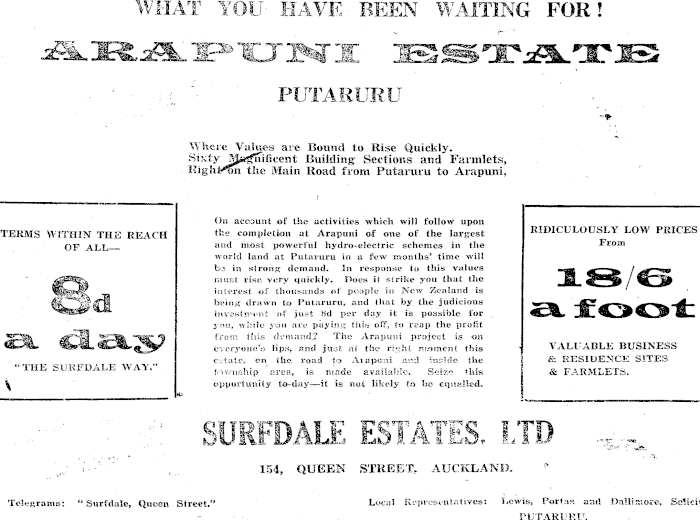 WHAT YOU HAVE BEEN WAITING FOR!
ARAPUNI ESTATE
PUTARURU
Where Values are Bound to Rise Quickly.
Sixty Magnificent Building Sections and Farmlets,
Right on the Main Road from Putaruru to Arapuni.
TERMS WITHIN THE REACH
OF ALL—
8d
a day
"THE SURFDALE WAY."
On account of the activities which will follow upon
the completion at Arapuni of one of the largest
and most powerful hydro-electric schemes in the
world land at Putaruru in a few months' time will
be in strong demand. In response to this values
must rise very quickly. Does it strike you that the
interest of thousands of people in New Zealand is
being drawn to Putaruru, and that by the judicious
investment of just 8d per day it is possible for
you, while you are paying this off, to reap the profit
from this demand? The Arapuni project is on
everyone's lips, and just at the right moment this
estate, on the road to Arapuni and inside the
township area, is made available. Seize this
opportunity to-day—it is not likely to be equalled.
RIDICULOUSLY LOW PRICES
From
18/6
a foot
VALUABLE BUSINESS
& RESIDENCE SITES
& FARMLETS.
SURFDALE ESTATES, LTD
154, QUEEN STREET, AUCKLAND.
Telegrams: "Surfdale, Queen Street."
Local Representatives: Lewis, Portas and Dallimore, Solici
PUTARURU.